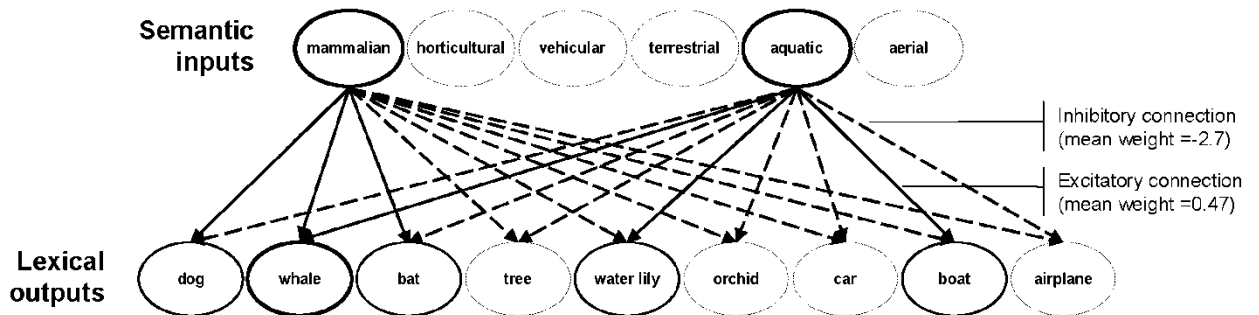 Semantic
inputs
mammalian
horticultural
vehicular
terrestrial
aquatic
aerial
Inhibitory connection
(mean weight =-2.7)
Excitatory connection
(mean weight =0.47)
Lexical
outputs
dog
whale
bat
tree
water lily
orchid
car
boat
airplane